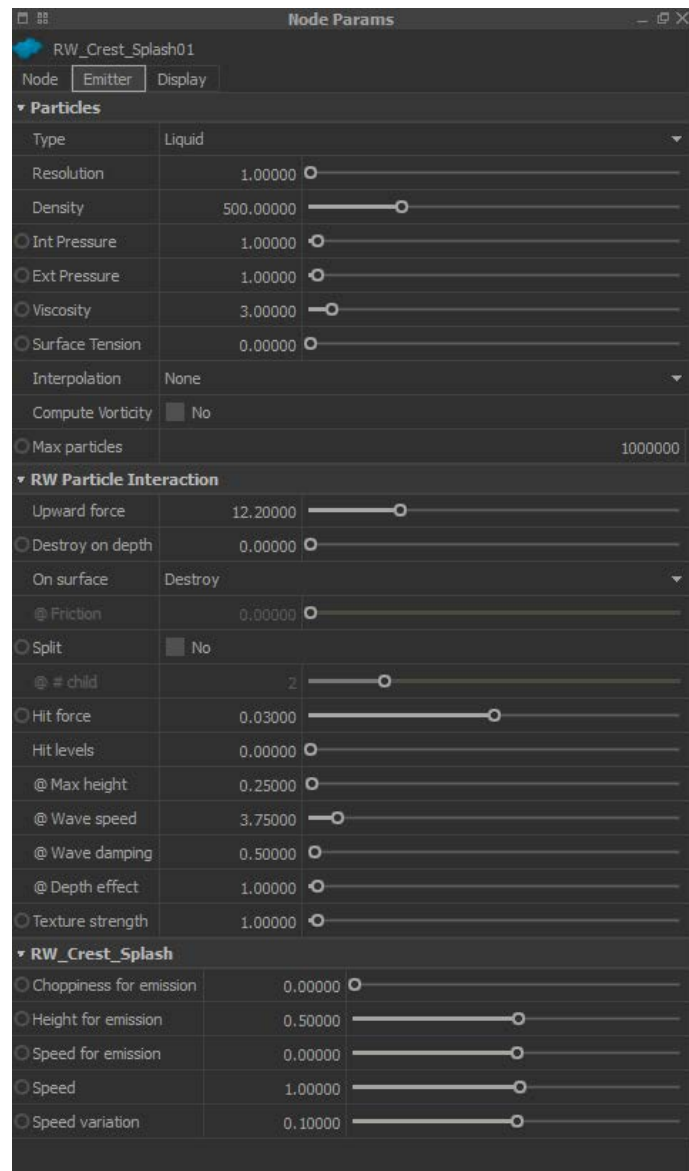 Node Params
RW_Crest_Splash01
Node Emitter Display
Particles
Type Liquid
Resolution 1.00000
Density 500.00000
Int Pressure 1.00000
Ext Pressure 1.00000
Viscosity 3.00000
Surface Tension 0.00000
Interpolation None
Compute Vorticity No
Max particles 1000000
RW Particle Interaction
Upward force 12.20000
Destroy on depth 0.00000
On surface Destroy
@ Friction 0.00000
Split No
@ # child 2
Hit force 0.03000
Hit levels 0.00000
@ Max height 0.25000
@ Wave speed 3.75000
@ Wave damping 0.50000
@ Depth effect 1.00000
Texture strength 1.00000
RW_Crest_Splash
Choppiness for emission 0.00000
Height for emission 0.50000
Speed for emission 0.00000
Speed 1.00000
Speed variation 0.10000